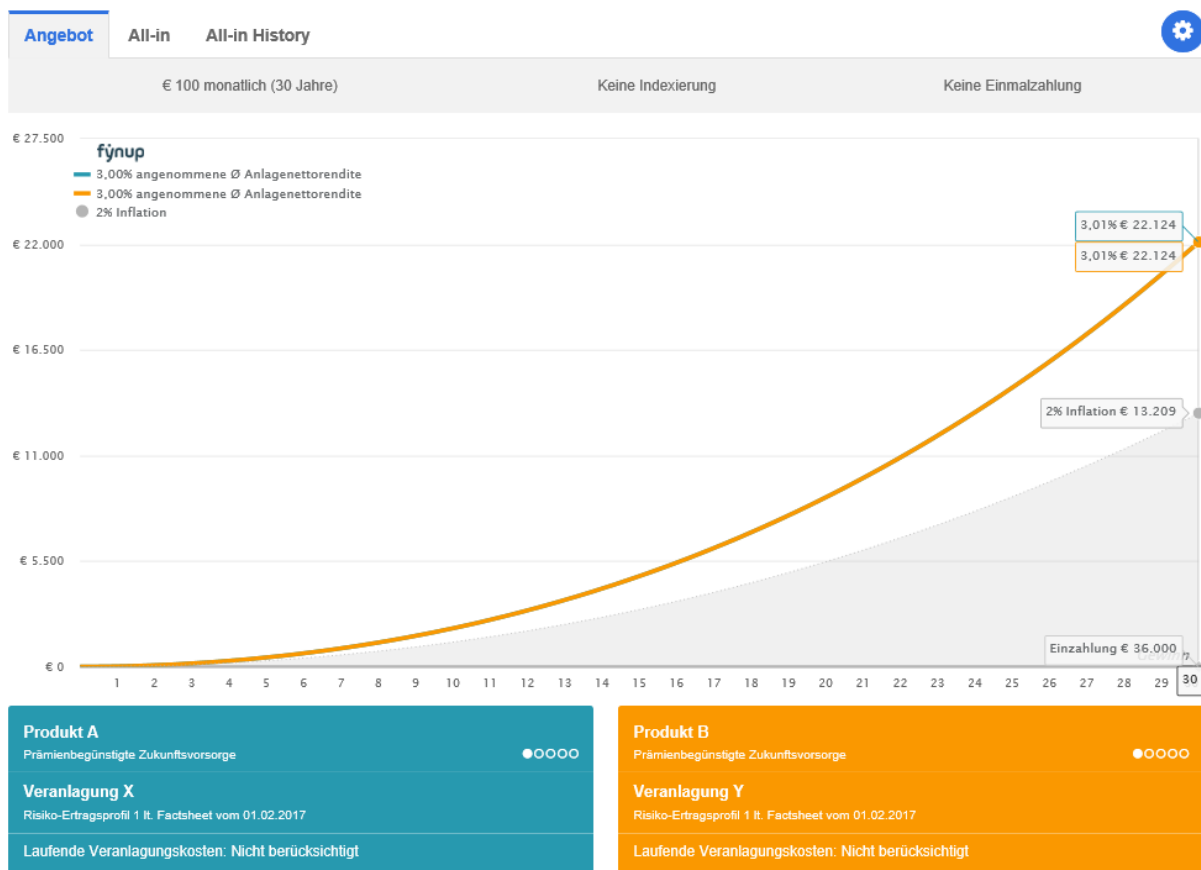 Angebot All-in All-in History
€ 100 monatlich (30 Jahre) Keine Indexierung Keine Einmalzahlung
€ 27.500
fynup
3,00% angenommene Ø Anlagenettorendite
3,00% angenommene Ø Anlagenettorendite
2% Inflation
3,01% € 22.124
€ 22.000
3,01% € 22.124
€ 16.500
2% Inflation € 13.209
€ 11.000
€ 5.500
Einzahlung € 36.000
Gewinn
€ 0
1 2 3 4 5 6 7 8 9 10 11 12 13 14 15 16 17 18 19 20 21 22 23 24 25 26 27 28 29 30
Produkt A
Prämienbegünstigte Zukunftsvorsorge
Veranlagung X
Risiko-Ertragsprofil 1 lt. Factsheet vom 01.02.2017
Laufende Veranlagungskosten: Nicht berücksichtigt
Produkt B
Prämienbegünstigte Zukunftsvorsorge
Veranlagung Y
Risiko-Ertragsprofil 1 lt. Factsheet vom 01.02.2017
Laufende Veranlagungskosten: Nicht berücksichtigt